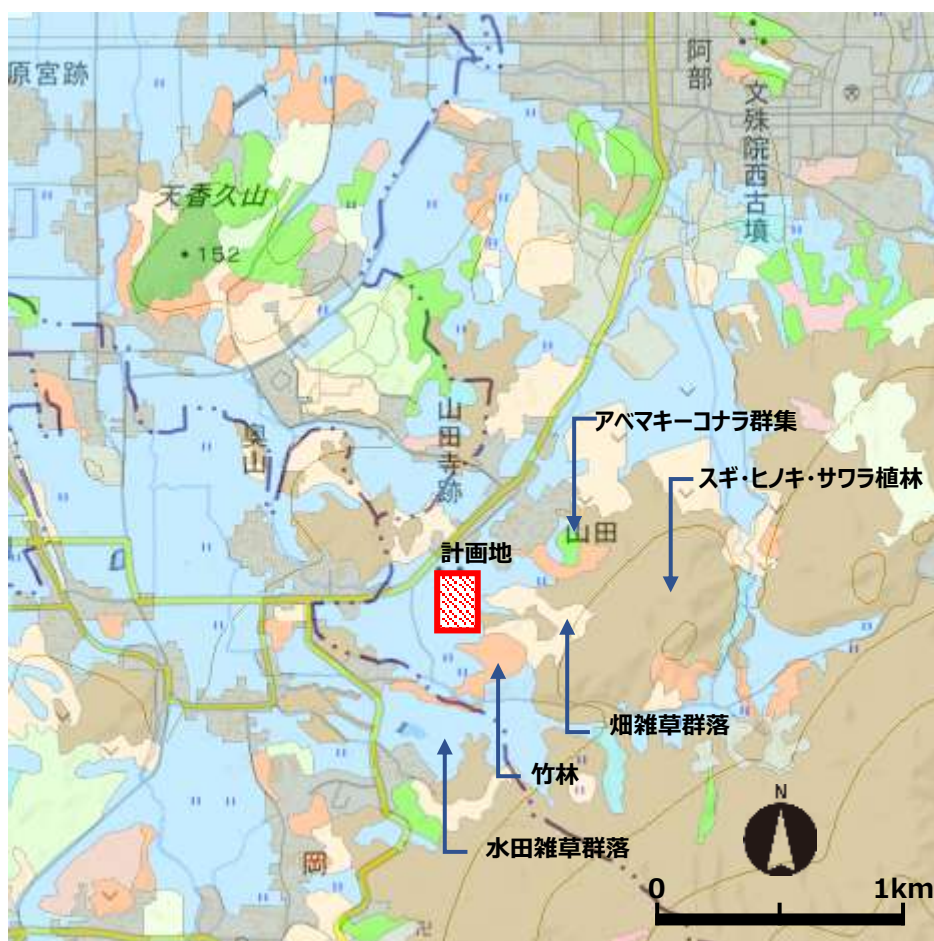 原宮跡
阿部
文殊院西古墳
天香久山
152
山田寺跡
奥山
アベマキーコナラ群集
スギ・ヒノキ・サワラ植林
山田
計画地
畑雑草群落
竹林
水田雑草群落
岡
N
0
1km